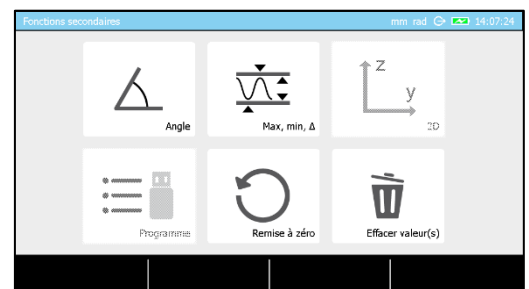 Fonctions secondaires mm rad 14:07:24
Angle
Max, min, Δ
z
y
2D
Programme
Remise à zéro
Effacer valeur(s)